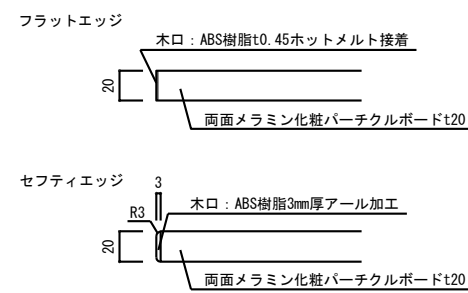 フラットエッジ
木口：ABS樹脂t0.45ホットメルト接着
20
両面メラミン化粧パーチクルボードt20
セフティエッジ
3
R3
木口：ABS樹脂3mm厚アール加工
20
両面メラミン化粧パーチクルボードt20